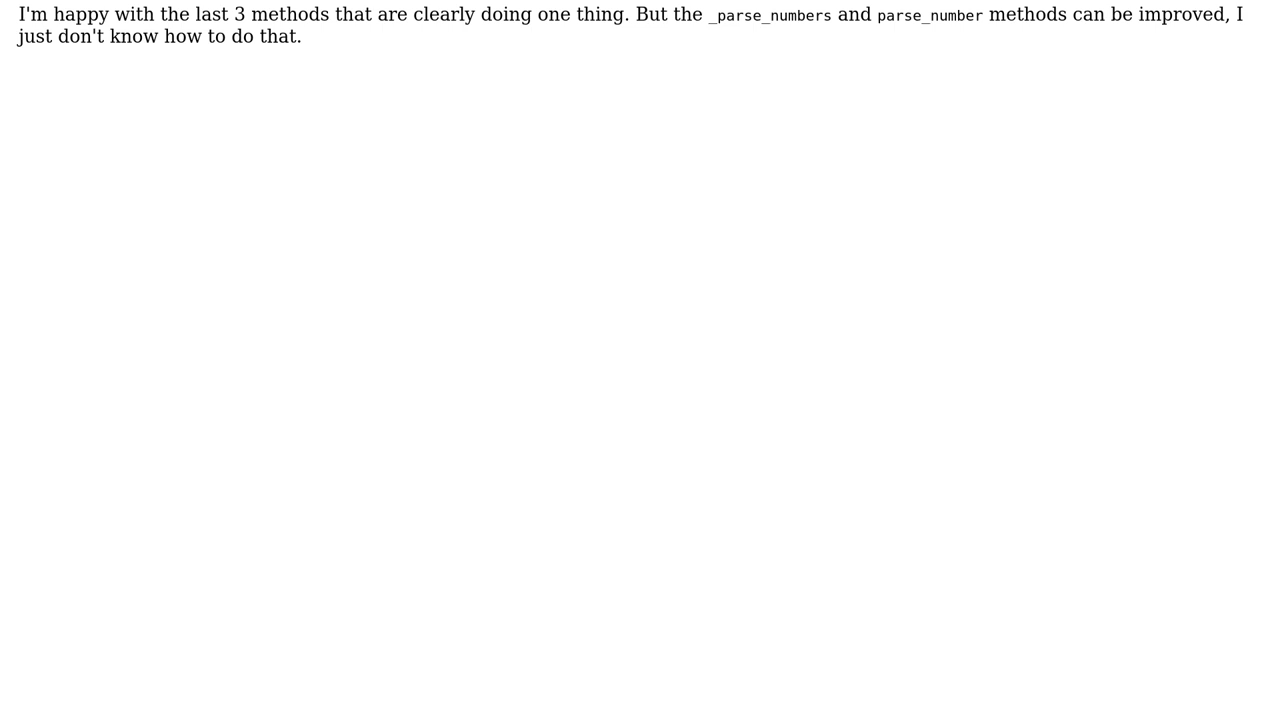 I'm happy with the last 3 methods that are clearly doing one thing. But the _parse_numbers and parse_number methods can be improved, I
just don't know how to do that.